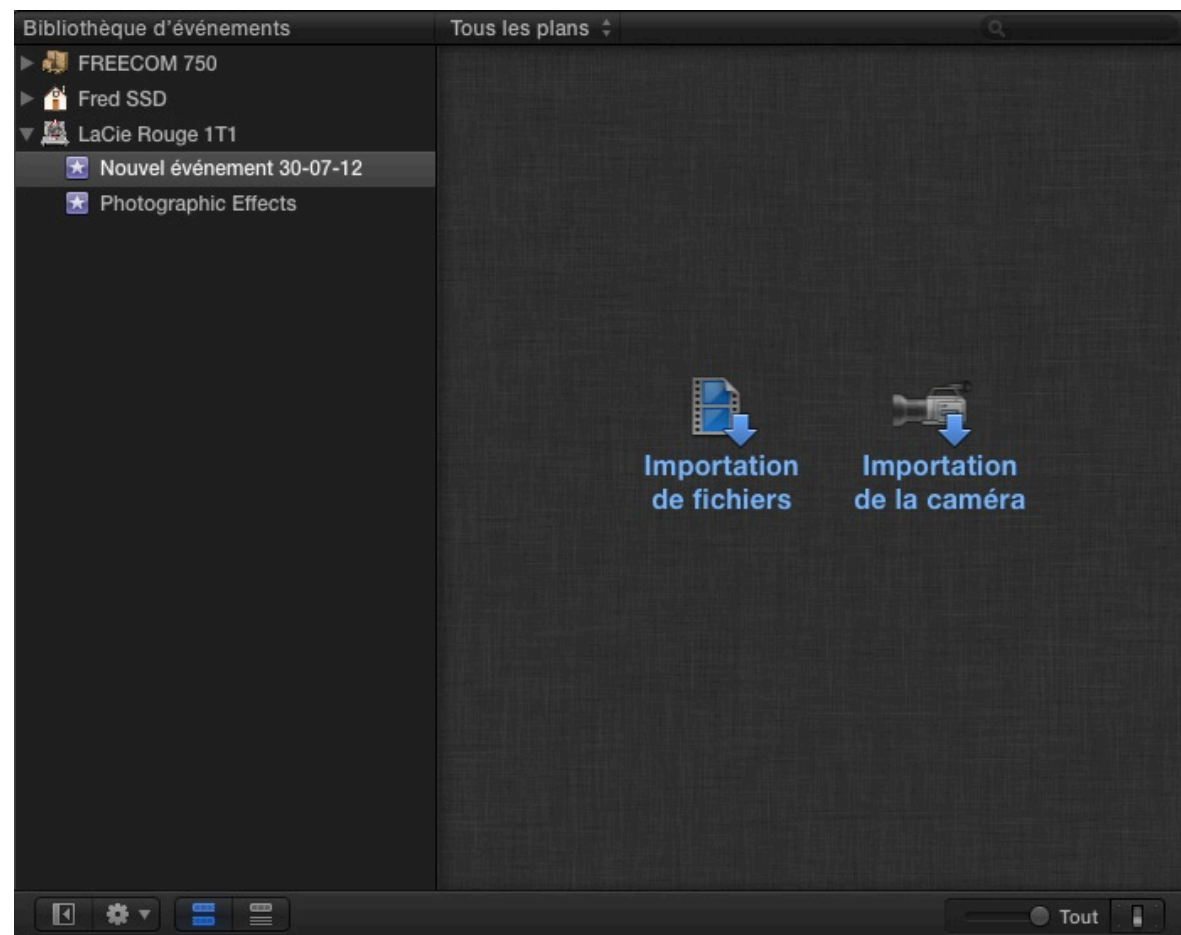 Bibliothèque d’événements
Tous les plans
FREECOM 750
Fred SSD
LaCie Rouge 1T1
Nouvel événement 30-07-12
Photographic Effects
Importation
de fichiers
Importation
de la caméra
Tout